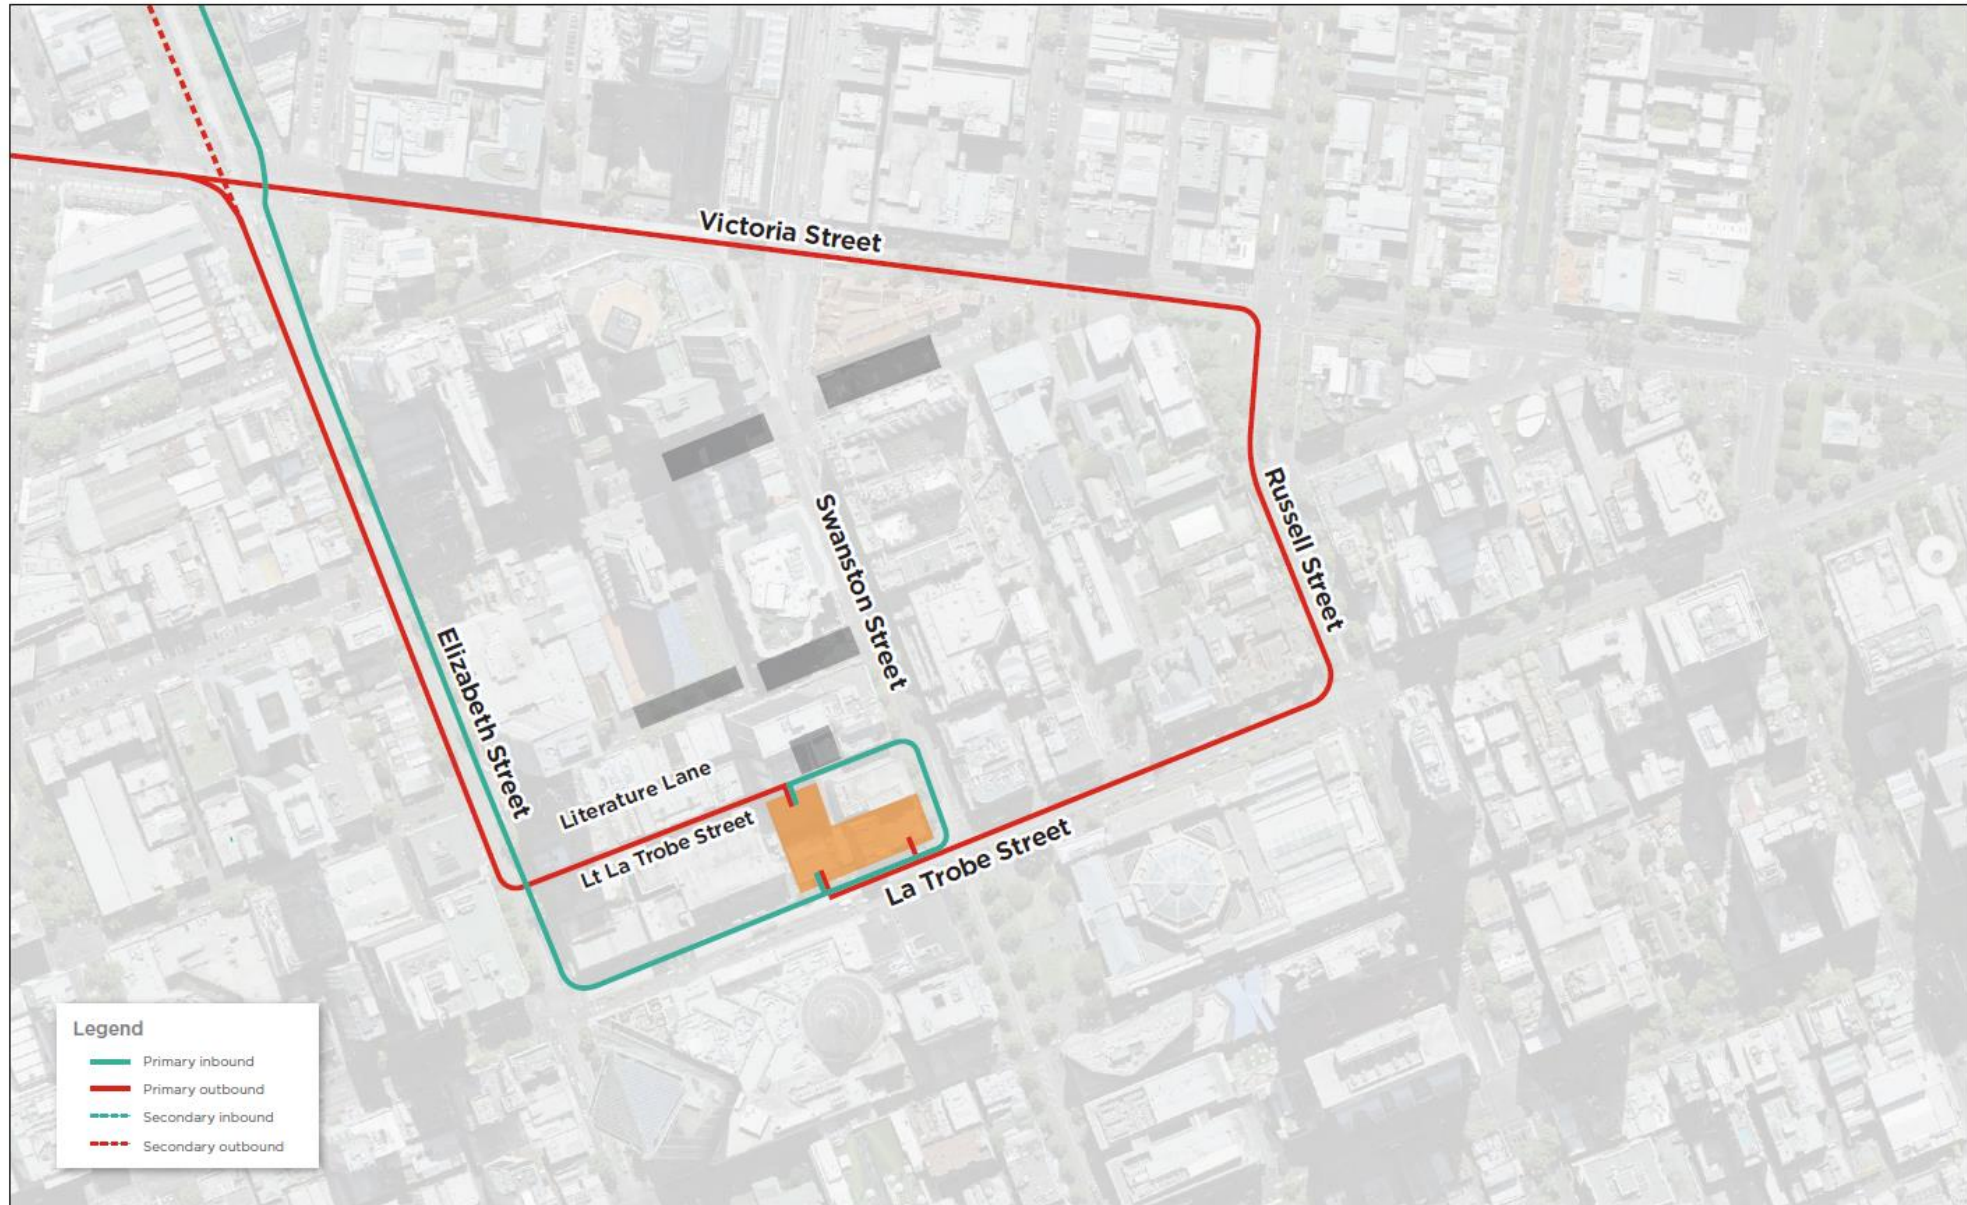 Victoria Street
Russell Street
Swanston Street
Elizabeth Street
Literature Lane
Lt La Trobe Street
La Trobe Street
Legend
Primary inbound
Primary outbound
Secondary inbound
Secondary outbound